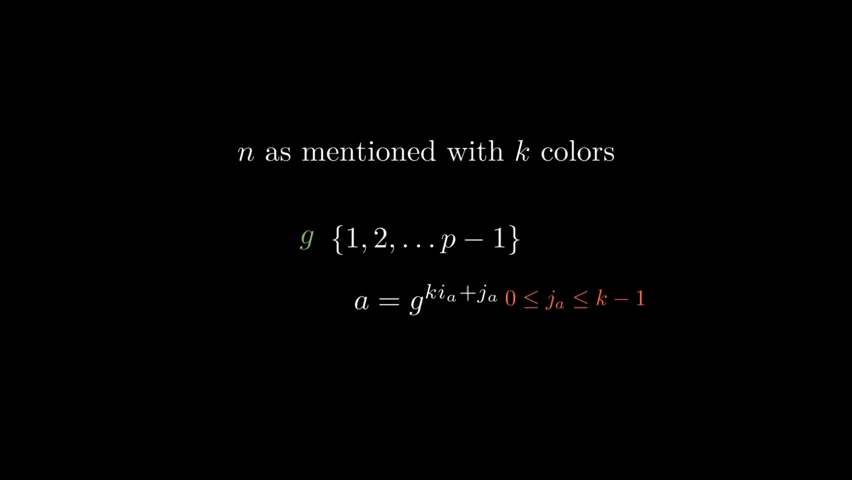 n as mentioned with k colors
g {1, 2, … p − 1}
a = g^{ki_a+j_a} 0 ≤ j_a ≤ k − 1